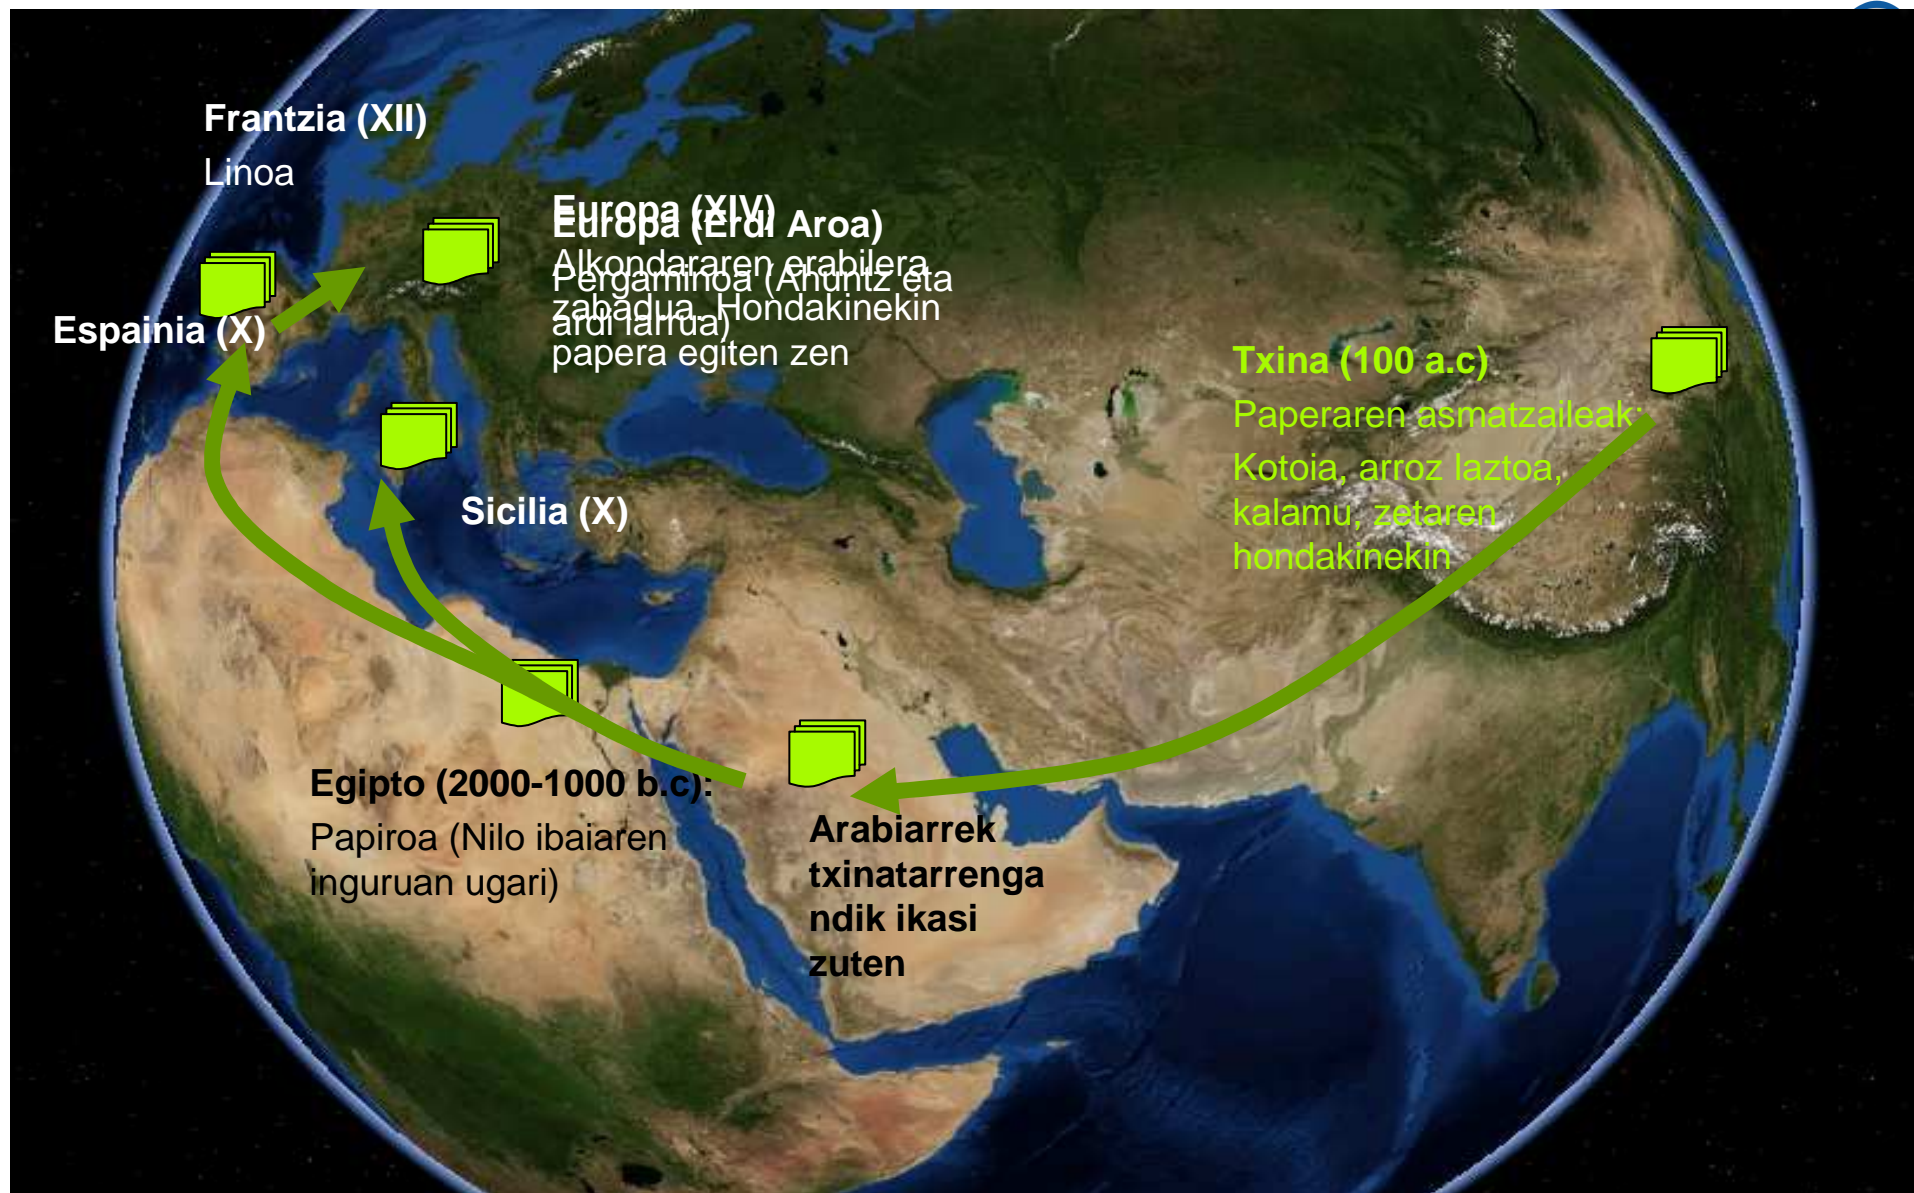 Frantzia (XII)
Linoa
Europa (XIV)
Alkondararen erabilera
zabadua. Hondakinekin
papera egiten zen
Europa (Erdi Aroa)
Pergaminoa (Ahuntz eta
ardi larrua)
Espainia (X)
Txina (100 a.c)
Paperaren asmatzaileak:
Kotoia, arroz laztoa,
kalamu, zetaren
hondakinekin
Sicilia (X)
Egipto (2000-1000 b.c):
Papiroa (Nilo ibaiaren
inguruan ugari)
Arabiarrek
txinatarrenga
ndik ikasi
zuten